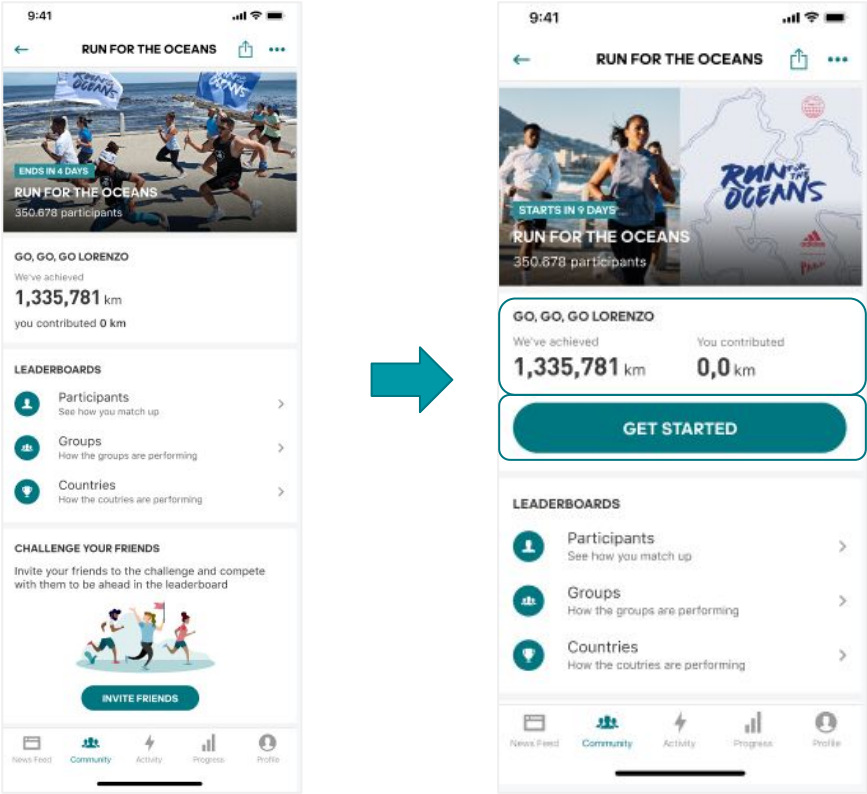 9:41
RUN FOR THE OCEANS
RUN FOR THE OCEANS
ENDS IN 4 DAYS
RUN FOR THE OCEANS
350.678 participants
GO, GO, GO LORENZO
We've achieved
1,335,781 km
you contributed 0 km
LEADERBOARDS
Participants
See how you match up
Groups
How the groups are performing
Countries
How the coutries are performing
CHALLENGE YOUR FRIENDS
Invite your friends to the challenge and compete
with them to be ahead in the leaderboard
INVITE FRIENDS
News Feed Community Activity Progress Profile
9:41
RUN FOR THE OCEANS
RUN FOR THE OCEANS
adidas
STARTS IN 9 DAYS
RUN FOR THE OCEANS
350.678 participants
GO, GO, GO LORENZO
We've achieved You contributed
1,335,781 km 0,0 km
GET STARTED
LEADERBOARDS
Participants
See how you match up
Groups
How the groups are performing
Countries
How the coutries are performing
News Feed Community Activity Progress Profile